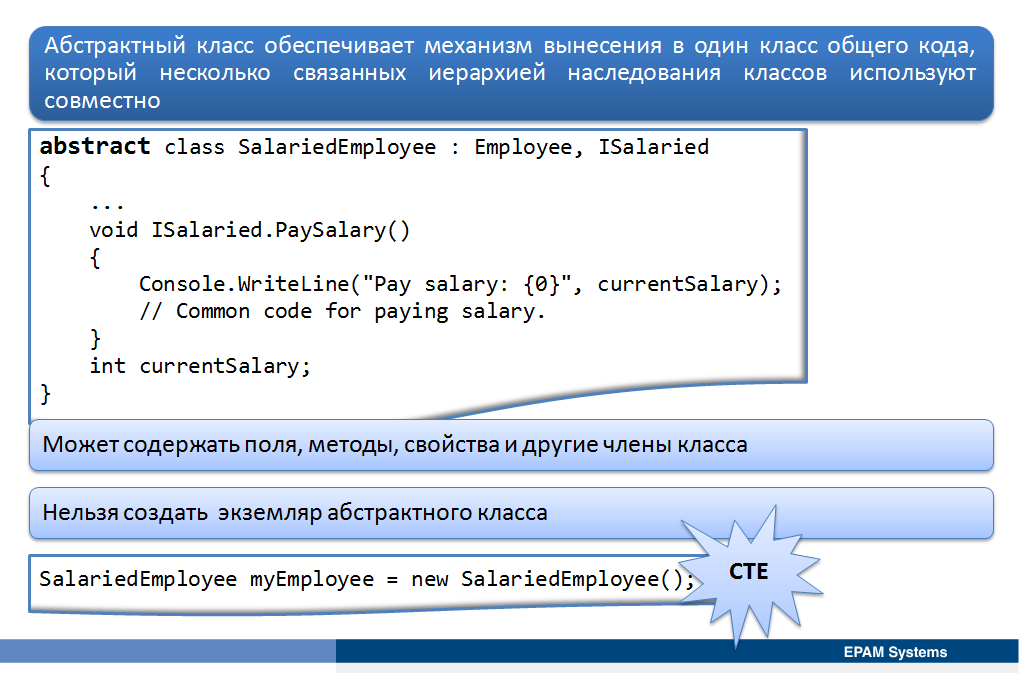 Абстрактный класс обеспечивает механизм вынесения в один класс общего кода,
который несколько связанных иерархией наследования классов используют
совместно
abstract class SalariedEmployee : Employee, ISalaried
{
    ...
    void ISalaried.PaySalary()
    {
        Console.WriteLine("Pay salary: {0}", currentSalary);
        // Common code for paying salary.
    }
    int currentSalary;
}
Может содержать поля, методы, свойства и другие члены класса
Нельзя создать экземляр абстрактного класса
SalariedEmployee myEmployee = new SalariedEmployee();
CTE
EPAM Systems